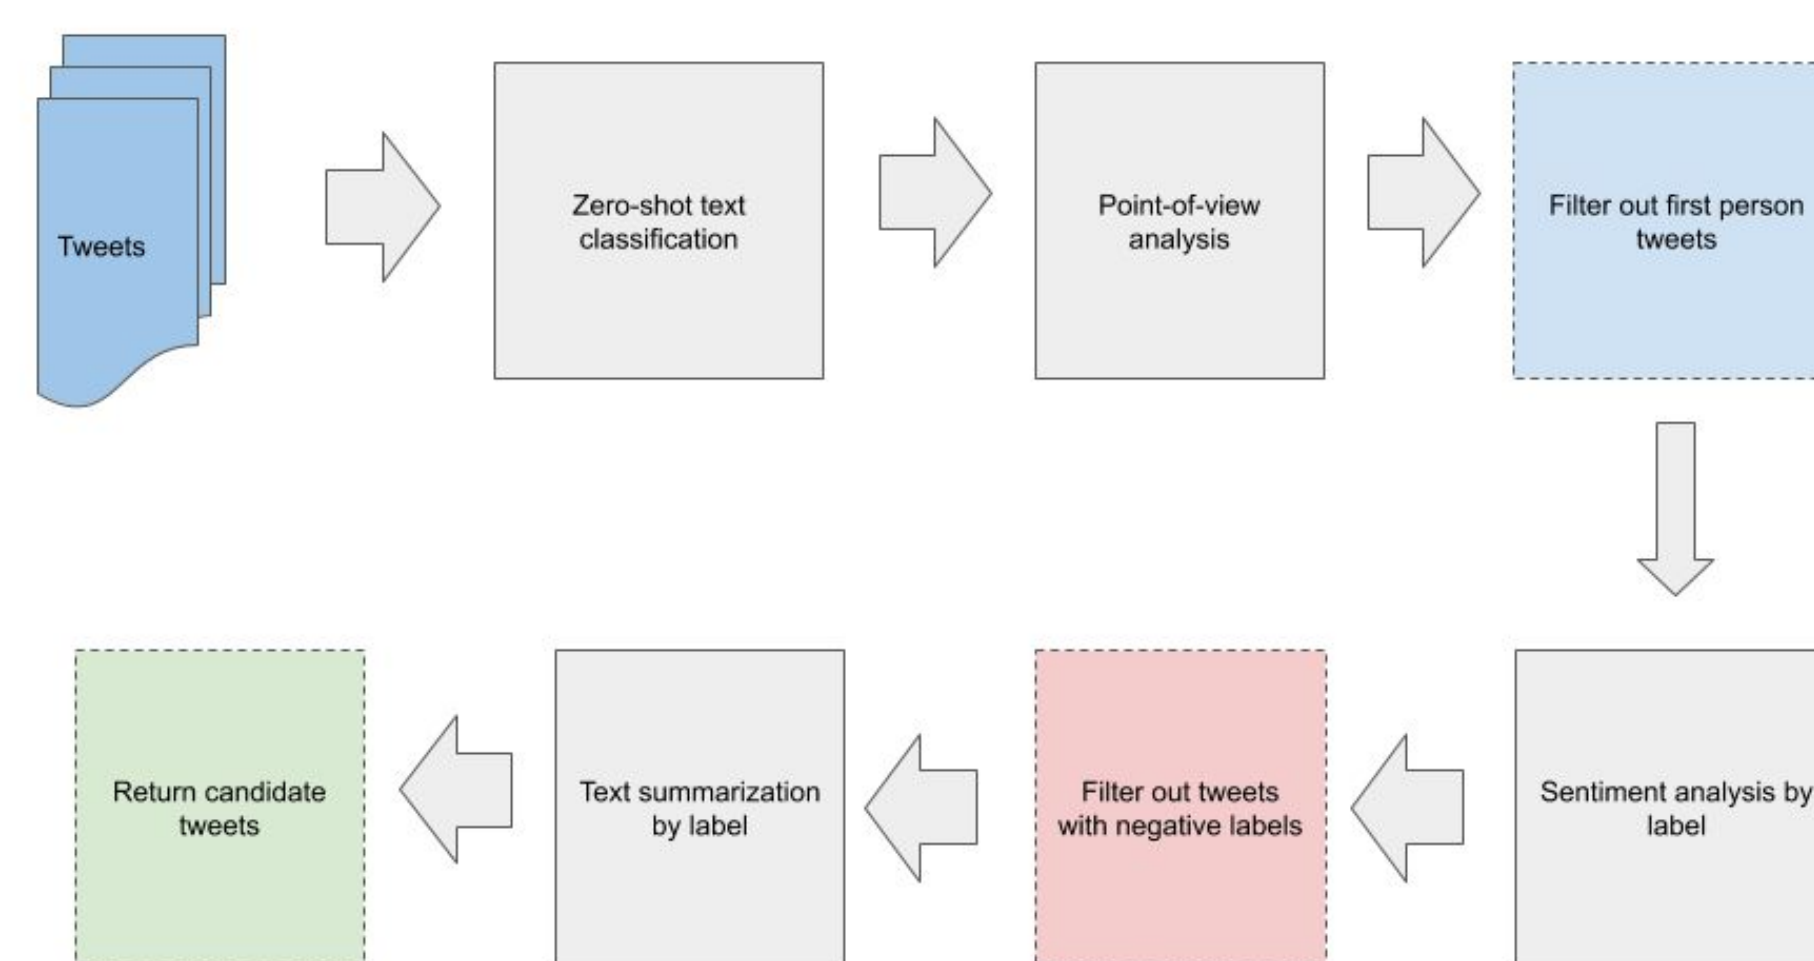 Tweets
Zero-shot text
classification
Point-of-view
analysis
Filter out first person
tweets
Return candidate
tweets
Text summarization
by label
Filter out tweets
with negative labels
Sentiment analysis by
label